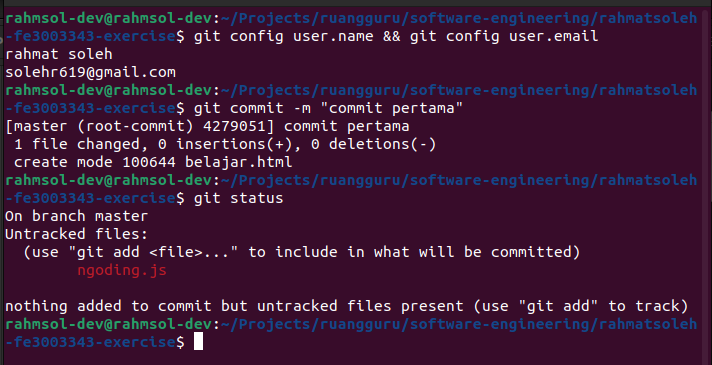 rahmsol-dev@rahmsol-dev:~/Projects/ruangguru/software-engineering/rahmatsoleh
-fe3003343-exercise$ git config user.name && git config user.email
rahmat soleh
solehr619@gmail.com
rahmsol-dev@rahmsol-dev:~/Projects/ruangguru/software-engineering/rahmatsoleh
-fe3003343-exercise$ git commit -m "commit pertama"
[master (root-commit) 4279051] commit pertama
 1 file changed, 0 insertions(+), 0 deletions(-)
 create mode 100644 belajar.html
rahmsol-dev@rahmsol-dev:~/Projects/ruangguru/software-engineering/rahmatsoleh
-fe3003343-exercise$ git status
On branch master
Untracked files:
  (use "git add <file>..." to include in what will be committed)
        ngoding.js

nothing added to commit but untracked files present (use "git add" to track)
rahmsol-dev@rahmsol-dev:~/Projects/ruangguru/software-engineering/rahmatsoleh
-fe3003343-exercise$